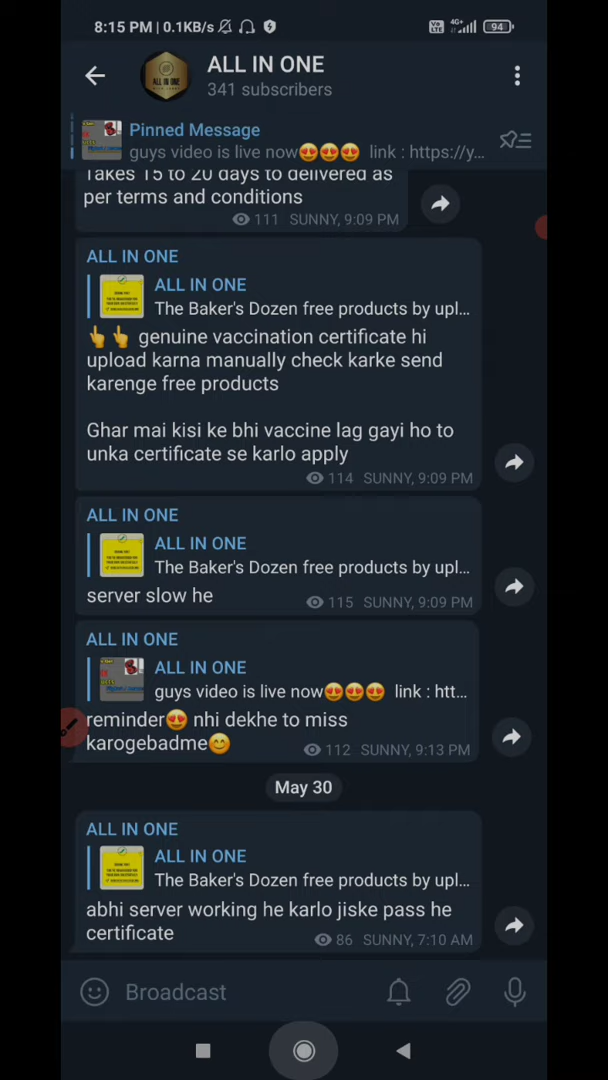 8:15 PM | 0.1KB/s
Vo LTE 4G+ 94
ALL IN ONE
341 subscribers
ALL IN ONE
Pinned Message
guys video is live now😍😍😍 link : https://y...
Takes 15 to 20 days to delivered as
per terms and conditions
111 SUNNY, 9:09 PM
ALL IN ONE
ALL IN ONE
The Baker's Dozen free products by upl...
👆👆 genuine vaccination certificate hi
upload karna manually check karke send
karenge free products
Ghar mai kisi ke bhi vaccine lag gayi ho to
unka certificate se karlo apply
114 SUNNY, 9:09 PM
ALL IN ONE
ALL IN ONE
The Baker's Dozen free products by upl...
server slow he
115 SUNNY, 9:09 PM
ALL IN ONE
ALL IN ONE
guys video is live now😍😍😍 link : htt...
reminder😍 nhi dekhe to miss
karogebadme😊
112 SUNNY, 9:13 PM
May 30
ALL IN ONE
ALL IN ONE
The Baker's Dozen free products by upl...
abhi server working he karlo jiske pass he
certificate
86 SUNNY, 7:10 AM
Broadcast